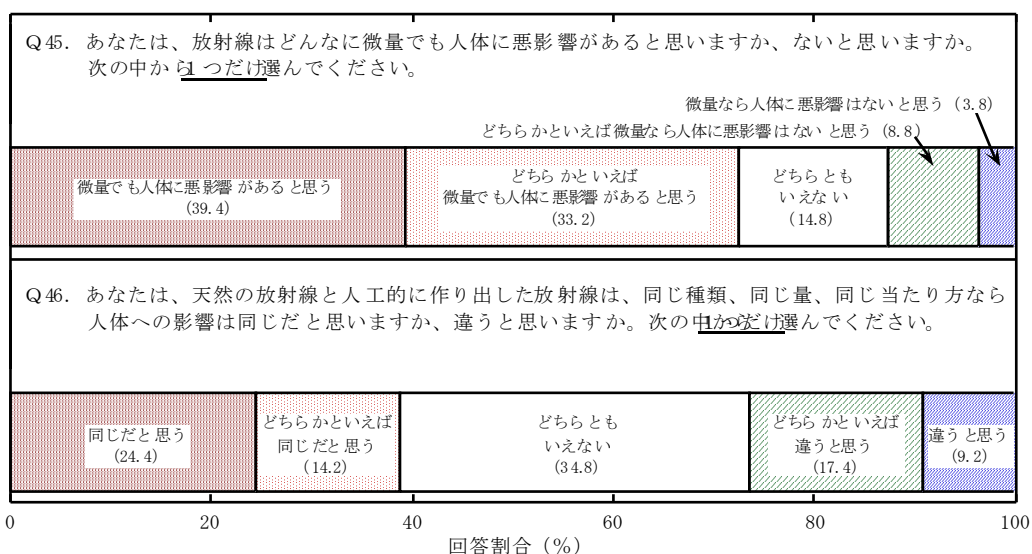 Q45. あなたは、放射線はどんなに微量でも人体に悪影響があると思いますか、ないと思いますか。
次の中から1つだけ選んでください。
微量なら人体に悪影響はないと思う (3.8)
どちらかといえば微量なら人体に悪影響はないと思う (8.8)
微量でも人体に悪影響があると思う
(39.4)
どちらかといえば
微量でも人体に悪影響があると思う
(33.2)
どちらとも
いえない
(14.8)
Q46. あなたは、天然の放射線と人工的に作り出した放射線は、同じ種類、同じ量、同じ当たり方なら
人体への影響は同じだと思いますか、違うと思いますか。次の中から1つだけ選んでください。
同じだと思う
(24.4)
どちらかといえば
同じだと思う
(14.2)
どちらとも
いえない
(34.8)
どちらかといえば
違うと思う
(17.4)
違うと思う
(9.2)
0 20 40 60 80 100
回答割合 (%)